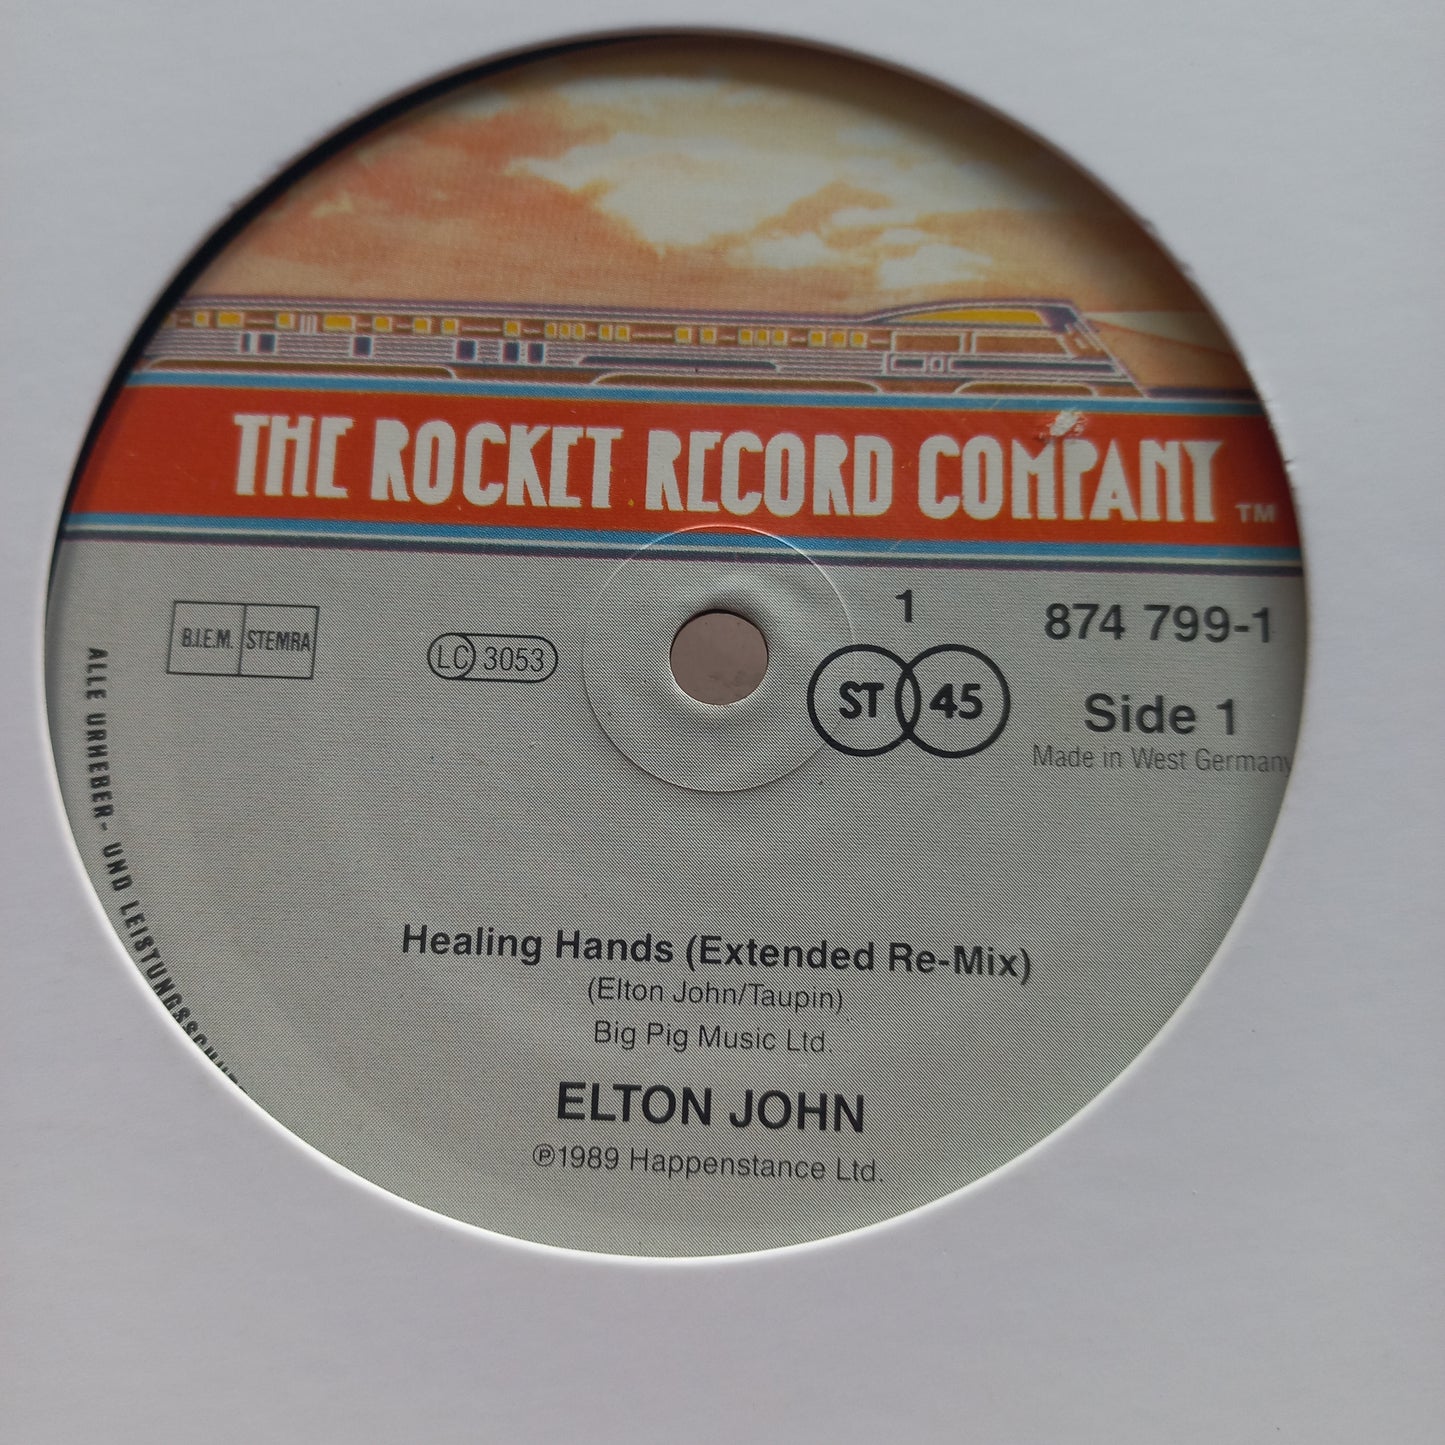 THE ROCKET RECORD COMPANY TM
B.I.E.M. STEMRA
LC 3053
1
ST 45
874 799-1
Side 1
Made in West Germany
ALLE URHEBER- UND
Healing Hands (Extended Re-Mix)
(Elton John/Taupin)
Big Pig Music Ltd.
ELTON JOHN
℗1989 Happenstance Ltd.